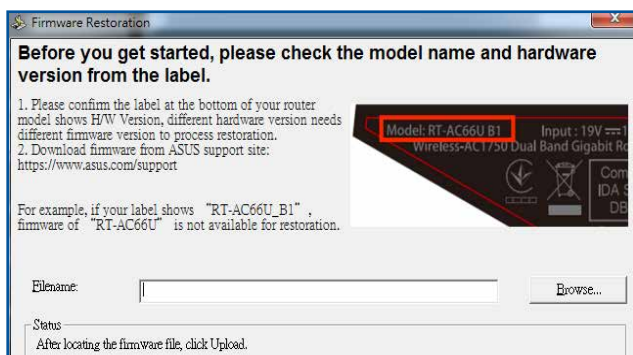 Firmware Restoration
Before you get started, please check the model name and hardware
version from the label.
1. Please confirm the label at the bottom of your router
model shows H/W Version, different hardware version needs
different firmware version to process restoration.
2. Download firmware from ASUS support site:
https://www.asus.com/support
For example, if your label shows “RT-AC66U_B1” ,
firmware of “RT-AC66U” is not available for restoration.
Model: RT-AC66U B1 Input : 19V⎓1
Wireless-AC1750 Dual Band Gigabit Ro
Com
IDA S
DB
Filename:
Browse...
Status
After locating the firmware file, click Upload.